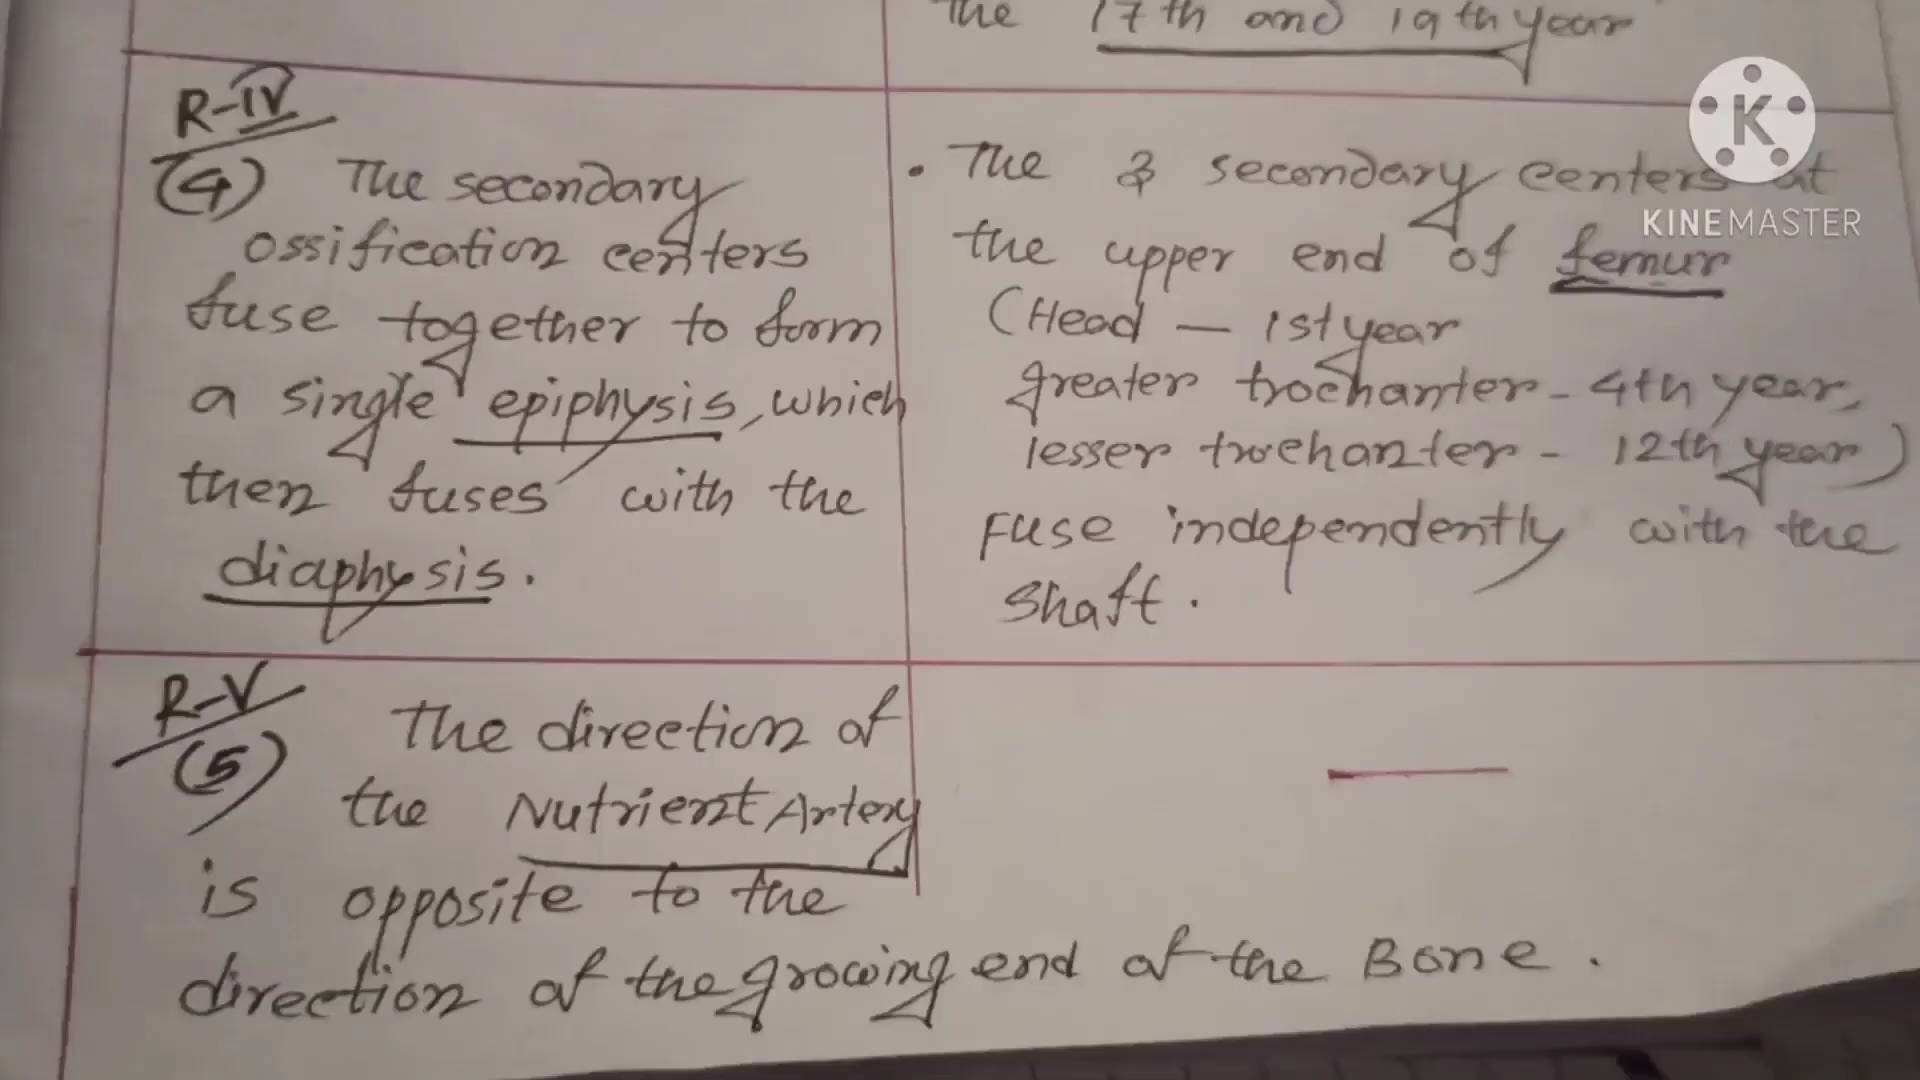 the 17th and 19th year
R-IV
(4) The secondary
ossification centers
fuse together to form
a single epiphysis, which
then fuses with the
diaphysis.
• The 3 secondary centers at
the upper end of femur
(Head — 1st year
greater trochanter - 4th year,
lesser trochanter - 12th year)
Fuse independently with the
shaft.
R-V
(5) The direction of
the Nutrient Artery
is opposite to the
direction of the growing end of the Bone.
K
KINEMASTER